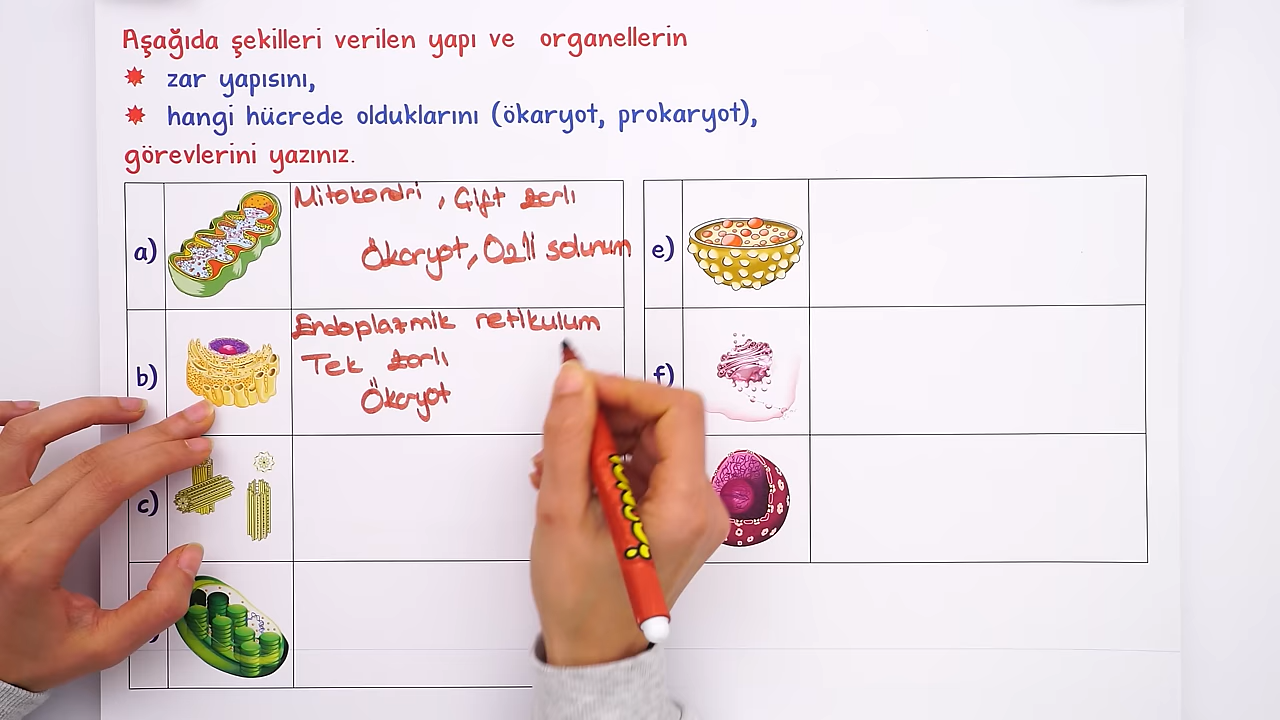 Aşağıda şekilleri verilen yapı ve organellerin
zar yapısını,
hangi hücrede olduklarını (ökaryot, prokaryot),
görevlerini yazınız.
a)
Mitokondri, Çift zarlı
Ökaryot, O2'li solunum
b)
Endoplazmik retikulum
Tek zarlı
Ökaryot
c)
e)
f)